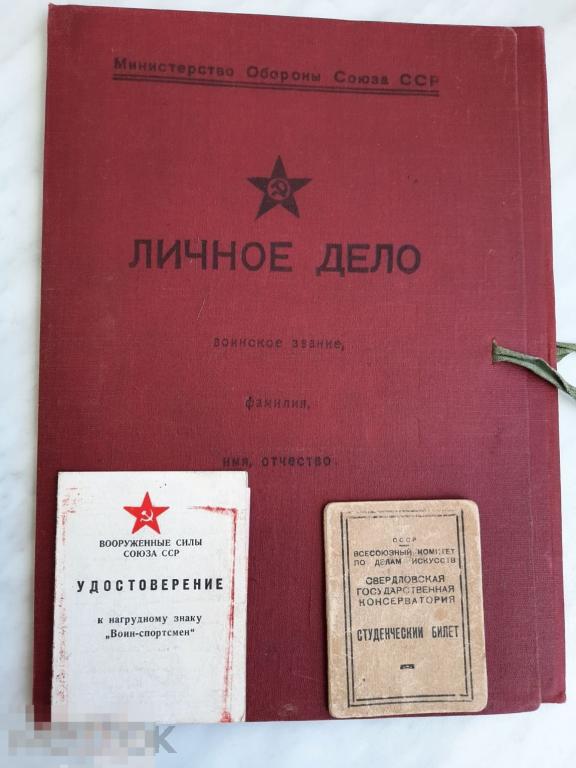 Министерство Обороны Союза ССР
ЛИЧНОЕ ДЕЛО
воинское звание,
фамилия,
имя, отчество
ВООРУЖЕННЫЕ СИЛЫ
СОЮЗА ССР
УДОСТОВЕРЕНИЕ
к нагрудному знаку
„Воин-спортсмен"
СССР
ВСЕСОЮЗНЫЙ КОМИТЕТ
ПО ДЕЛАМ ИСКУССТВ
СВЕРДЛОВСКАЯ
ГОСУДАРСТВЕННАЯ
КОНСЕРВАТОРИЯ
СТУДЕНЧЕСКИЙ БИЛЕТ